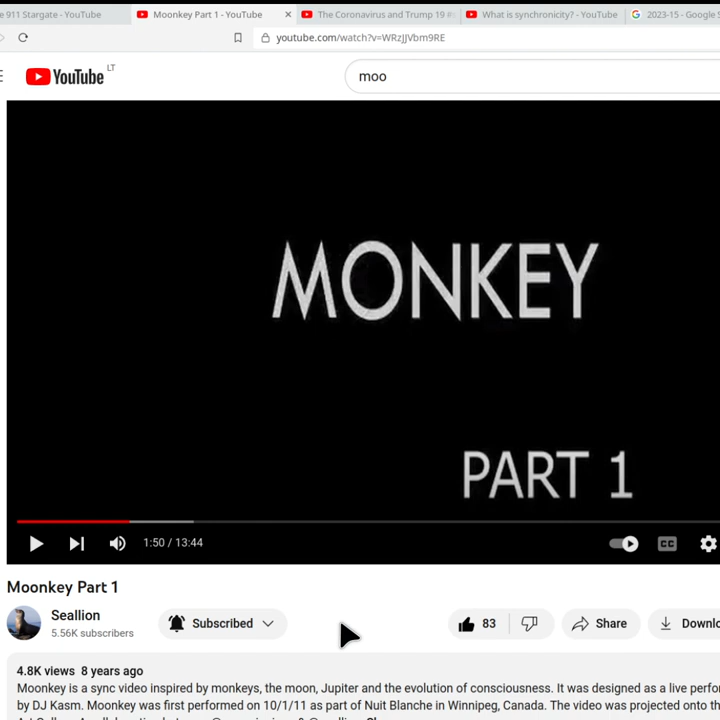 e 911 Stargate - YouTube
Moonkey Part 1 - YouTube
The Coronavirus and Trump 19
What is synchronicity? - YouTube
2023-15 - Google S
youtube.com/watch?v=WRzJJVbm9RE
YouTube LT
moo
MONKEY
PART 1
1:50 / 13:44
CC
Moonkey Part 1
Seallion
5.56K subscribers
Subscribed
83
Share
Downlo
4.8K views 8 years ago
Moonkey is a sync video inspired by monkeys, the moon, Jupiter and the evolution of consciousness. It was designed as a live perfor
by DJ Kasm. Moonkey was first performed on 10/1/11 as part of Nuit Blanche in Winnipeg, Canada. The video was projected onto th